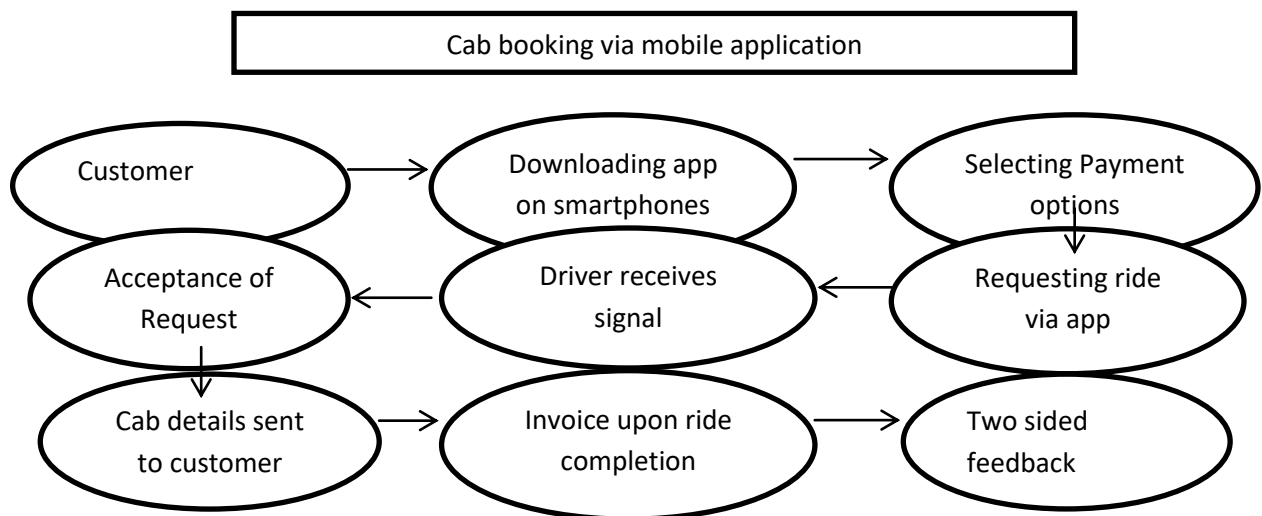 Cab booking via mobile application
Customer
Downloading app
on smartphones
Selecting Payment
options
Requesting ride
via app
Driver receives
signal
Acceptance of
Request
Cab details sent
to customer
Invoice upon ride
completion
Two sided
feedback